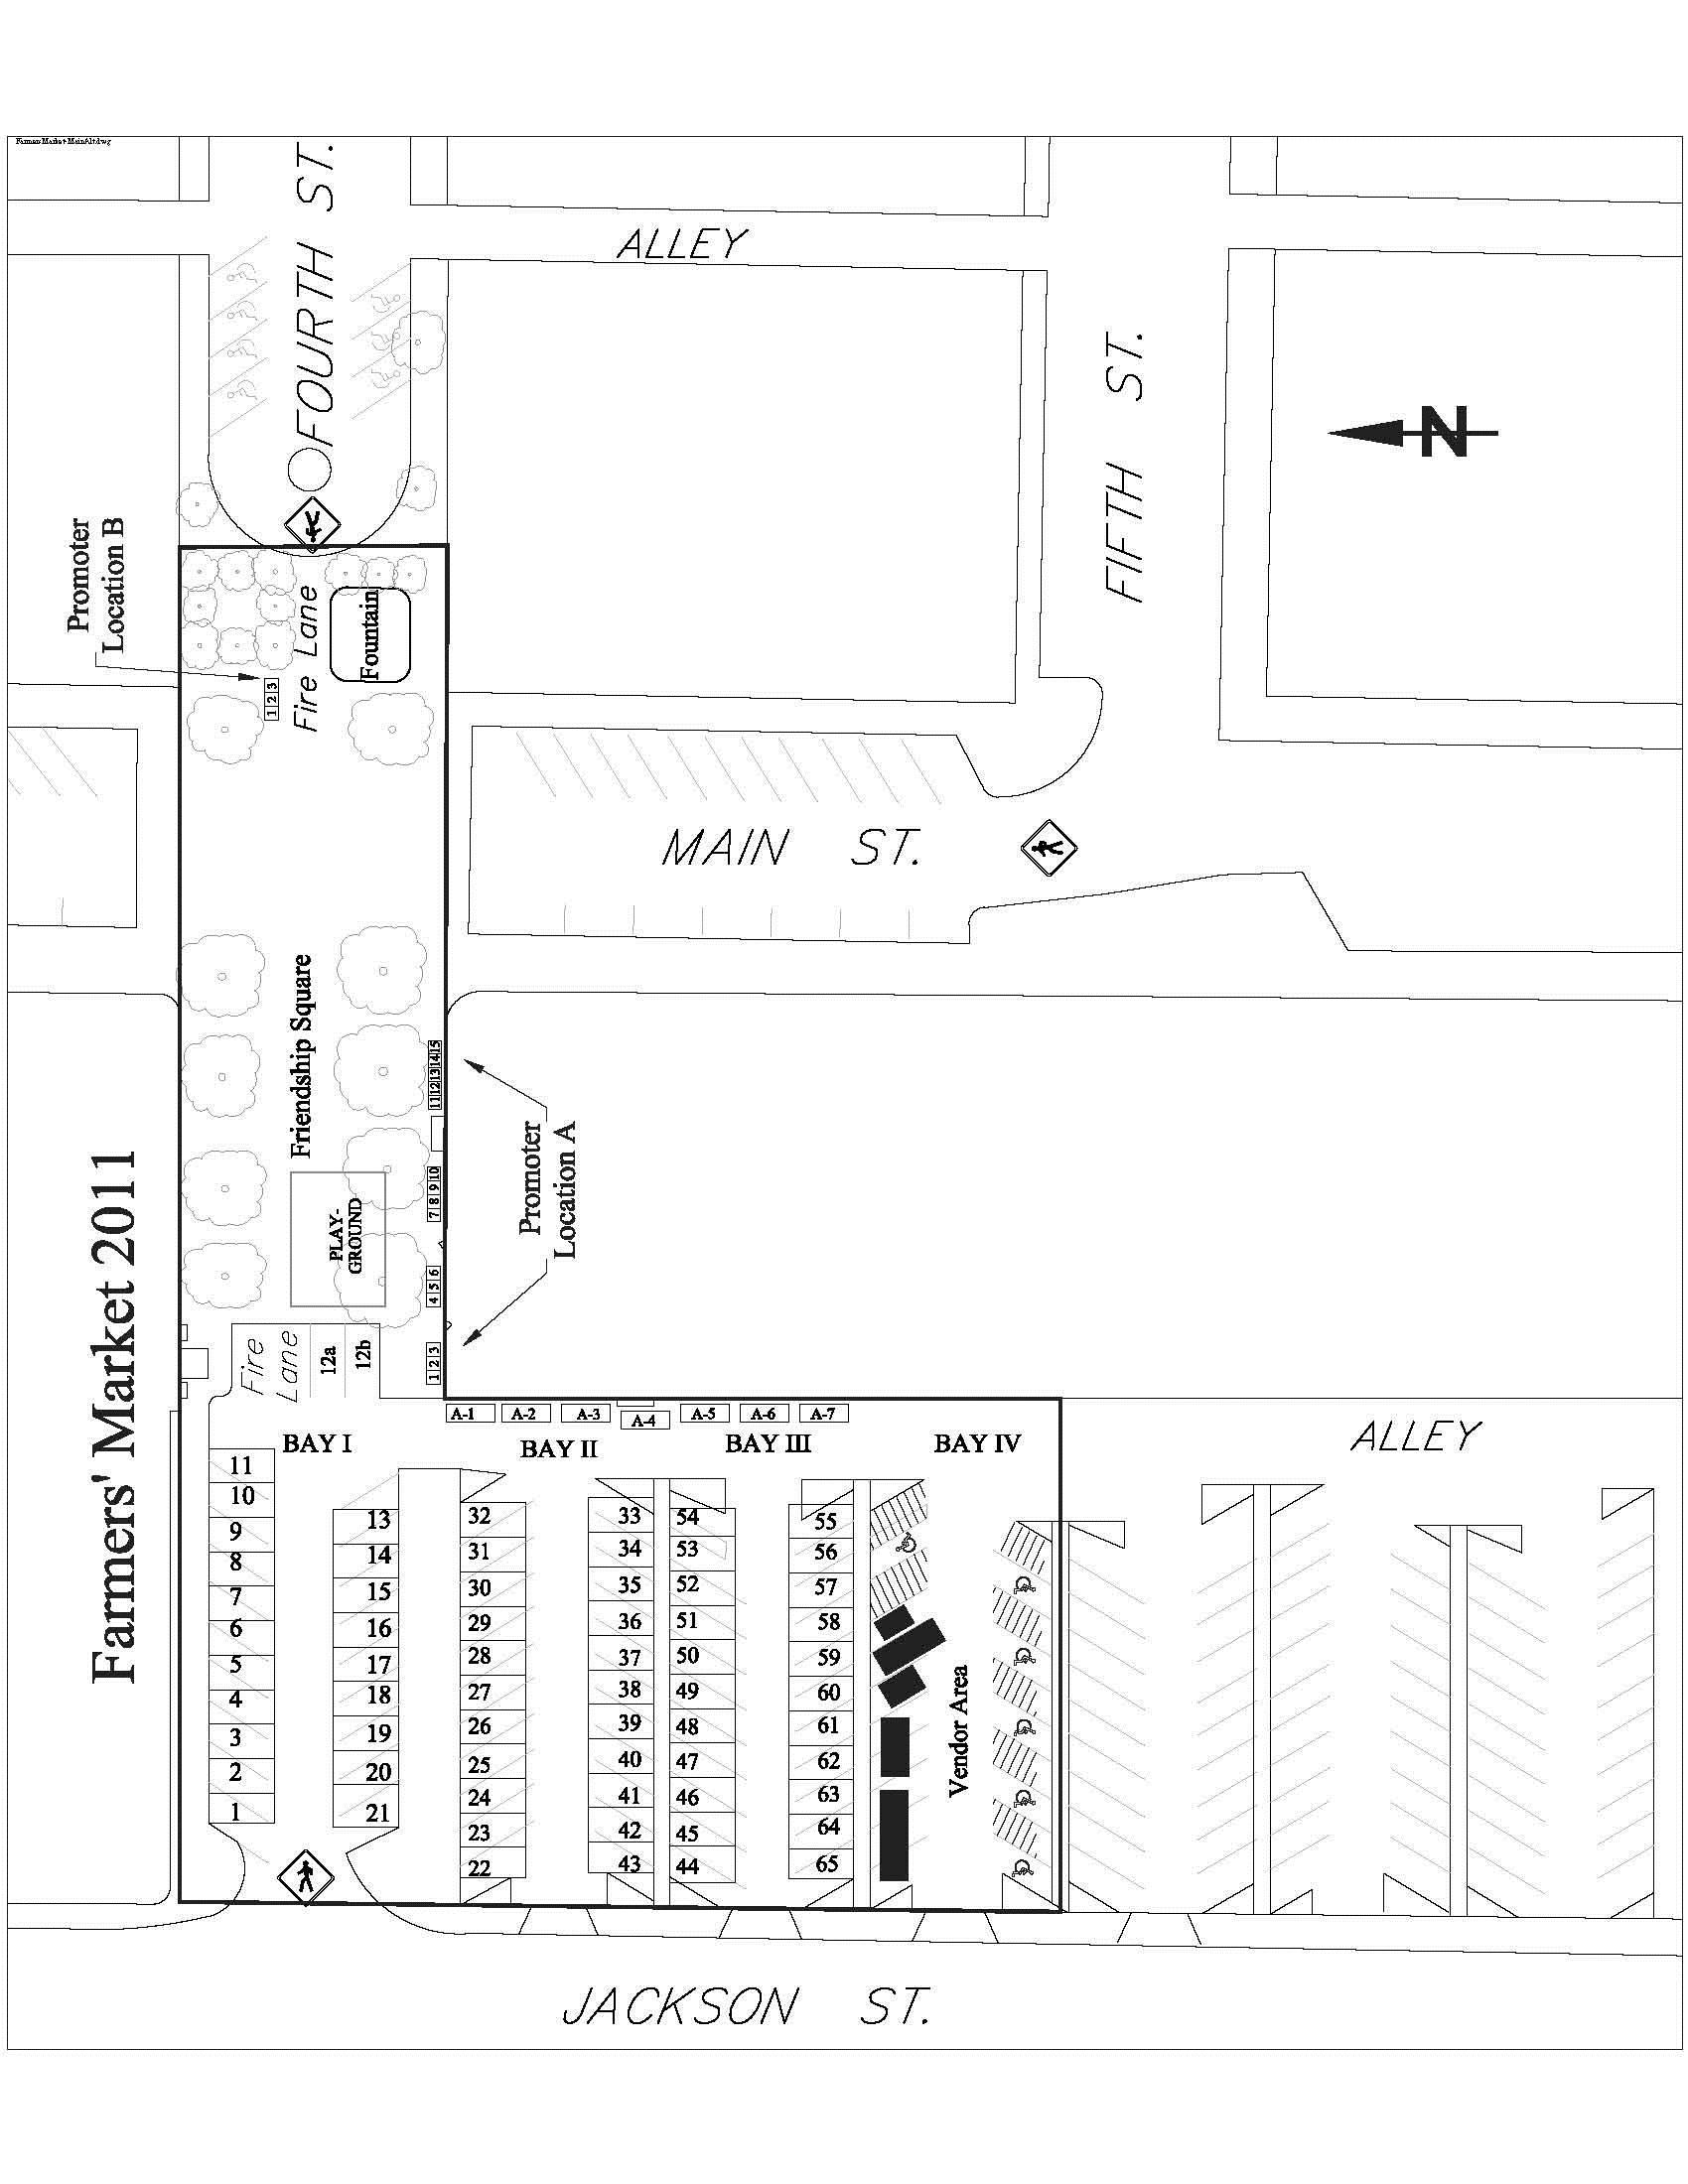 Farmers Market-MainAlt.dwg
FOURTH ST.
ALLEY
FIFTH ST.
N
Promoter
Location B
Fire Lane
Fountain
1 2 3
MAIN ST.
Farmers' Market 2011
Friendship Square
PLAY-
GROUND
11 12 13 14 15
7 8 9 10
4 5 6
1 2 3
Promoter
Location A
Fire
Lane
12a
12b
A-1
A-2
A-3
A-4
A-5
A-6
A-7
BAY I
BAY II
BAY III
BAY IV
ALLEY
11
10
9
8
7
6
5
4
3
2
1
13
14
15
16
17
18
19
20
21
32
31
30
29
28
27
26
25
24
23
22
33
34
35
36
37
38
39
40
41
42
43
54
53
52
51
50
49
48
47
46
45
44
55
56
57
58
59
60
61
62
63
64
65
Vendor Area
JACKSON ST.